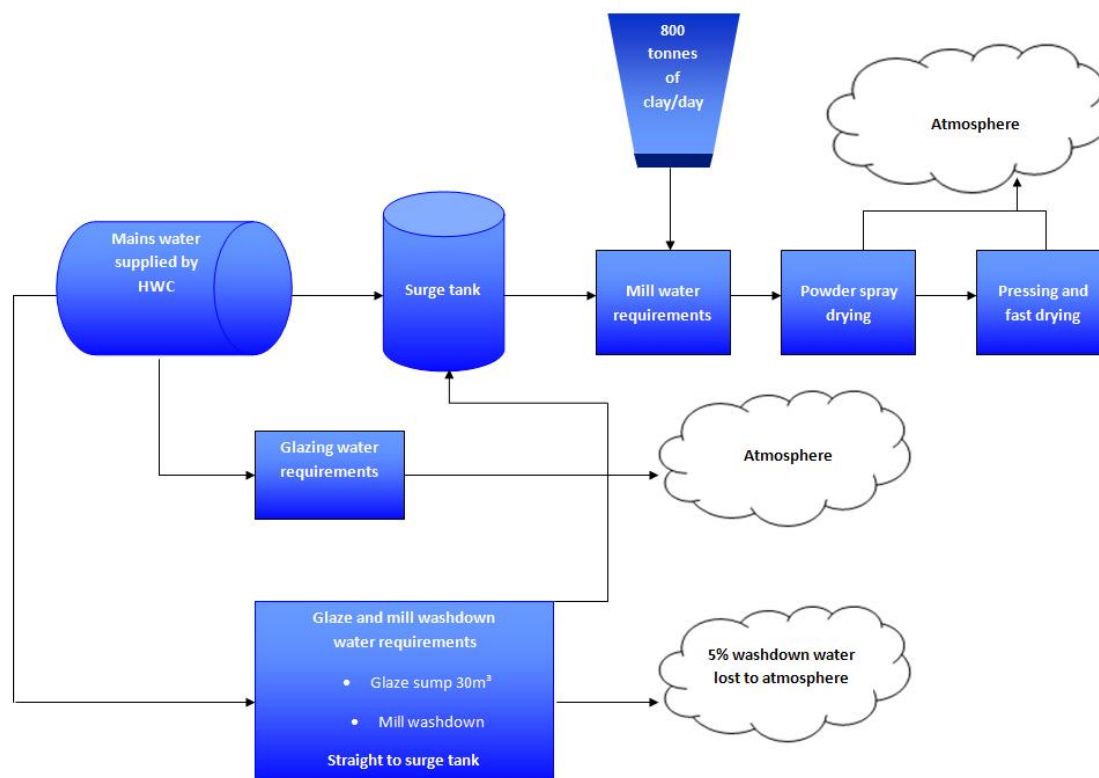 800
tonnes
of
clay/day
Atmosphere
Mains water
supplied by
HWC
Surge tank
Mill water
requirements
Powder spray
drying
Pressing and
fast drying
Glazing water
requirements
Atmosphere
Glaze and mill washdown
water requirements
• Glaze sump 30m³
• Mill washdown
Straight to surge tank
5% washdown water
lost to atmosphere